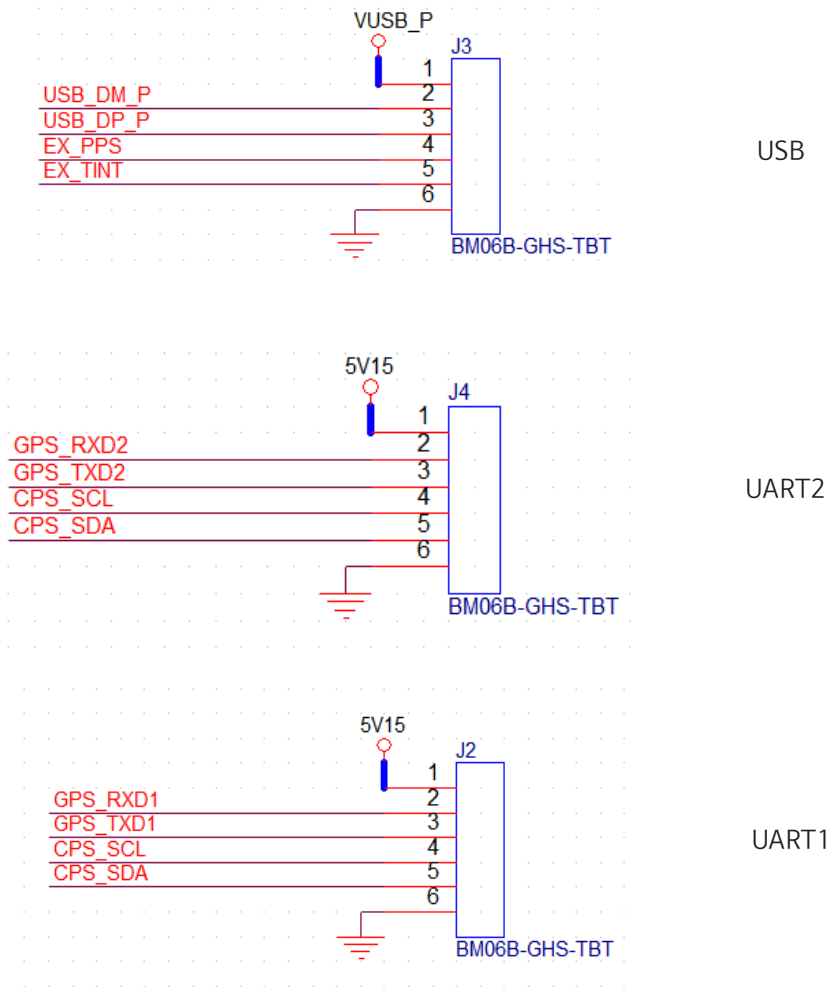 VUSB_P
J3
1
USB_DM_P
2
USB_DP_P
3
EX_PPS
4
EX_TINT
5
6
USB
BM06B-GHS-TBT
5V15
J4
1
GPS_RXD2
2
GPS_TXD2
3
CPS_SCL
4
CPS_SDA
5
6
UART2
BM06B-GHS-TBT
5V15
J2
1
GPS_RXD1
2
GPS_TXD1
3
CPS_SCL
4
CPS_SDA
5
6
UART1
BM06B-GHS-TBT